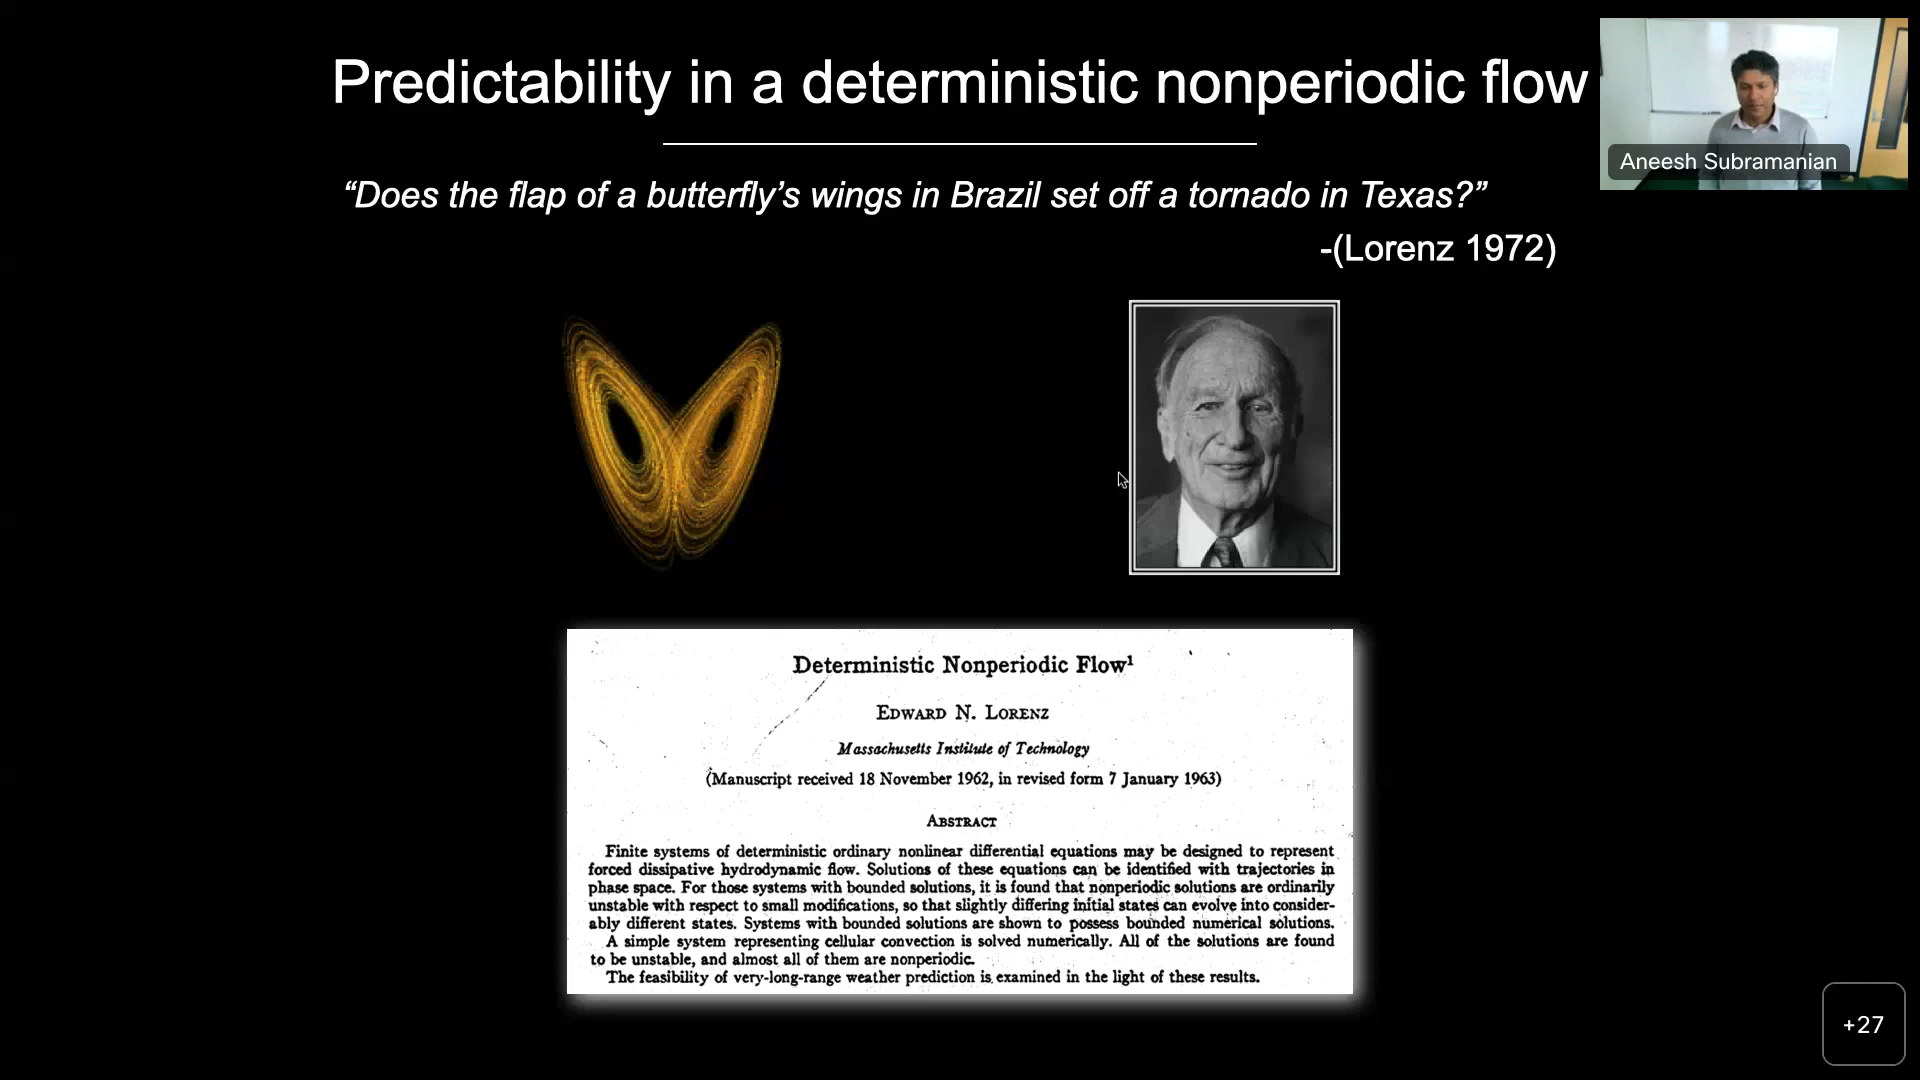 Predictability in a deterministic nonperiodic flow
Aneesh Subramanian
“Does the flap of a butterfly’s wings in Brazil set off a tornado in Texas?”
-(Lorenz 1972)
Deterministic Nonperiodic Flow¹
EDWARD N. LORENZ
Massachusetts Institute of Technology
(Manuscript received 18 November 1962, in revised form 7 January 1963)
ABSTRACT
Finite systems of deterministic ordinary nonlinear differential equations may be designed to represent
forced dissipative hydrodynamic flow. Solutions of these equations can be identified with trajectories in
phase space. For those systems with bounded solutions, it is found that nonperiodic solutions are ordinarily
unstable with respect to small modifications, so that slightly differing initial states can evolve into consider-
ably different states. Systems with bounded solutions are shown to possess bounded numerical solutions.
A simple system representing cellular convection is solved numerically. All of the solutions are found
to be unstable, and almost all of them are nonperiodic.
The feasibility of very-long-range weather prediction is examined in the light of these results.
+27